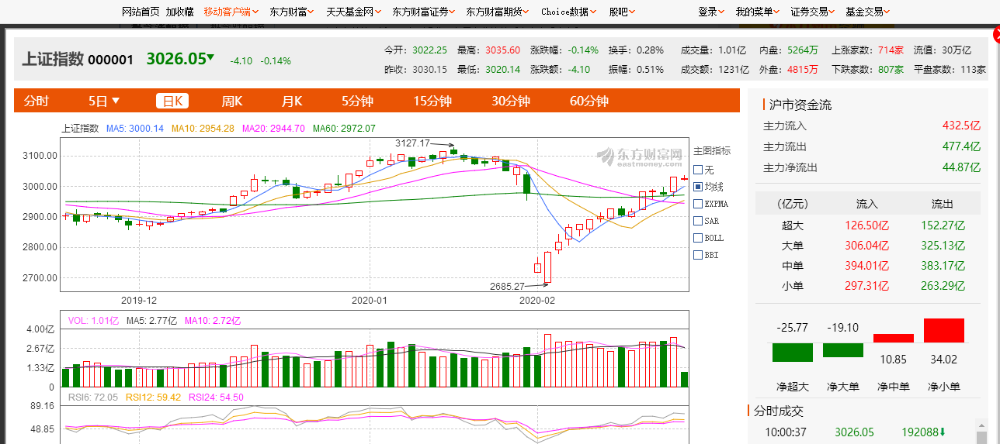 网站首页 加收藏 移动客户端 东方财富 天天基金网 东方财富证券 东方财富期货 Choice数据 股吧 登录 我的菜单 证券交易 基金交易
上证指数 000001 3026.05 -4.10 -0.14%
今开: 3022.25 最高: 3035.60 涨跌幅: -0.14% 换手: 0.28% 成交量: 1.01亿 内盘: 5264万 上涨家数: 714家 流值: 30万亿
昨收: 3030.15 最低: 3020.14 涨跌额: -4.10 振幅: 0.51% 成交额: 1231亿 外盘: 4815万 下跌家数: 807家 平盘家数: 113家
分时 5日 日K 周K 月K 5分钟 15分钟 30分钟 60分钟
上证指数 MA5: 3000.14 MA10: 2954.28 MA20: 2944.70 MA60: 2972.07
3127.17
3100.00
3000.00
2900.00
2800.00
2700.00
2685.27
东方财富网
eastmoney.com
2019-12 2020-01 2020-02
主图指标
无
均线
EXPMA
SAR
BOLL
BBI
VOL: 1.01亿 MA5: 2.77亿 MA10: 2.72亿
4.00亿
2.67亿
1.33亿
0
RSI6: 72.05 RSI12: 59.42 RSI24: 54.50
89.16
48.85
沪市资金流
主力流入 432.5亿
主力流出 477.4亿
主力净流出 44.87亿
(亿元) 流入 流出
超大 126.50亿 152.27亿
大单 306.04亿 325.13亿
中单 394.01亿 383.17亿
小单 297.31亿 263.29亿
-25.77 -19.10
10.85 34.02
净超大 净大单 净中单 净小单
分时成交
10:00:37 3026.05 192088⬇